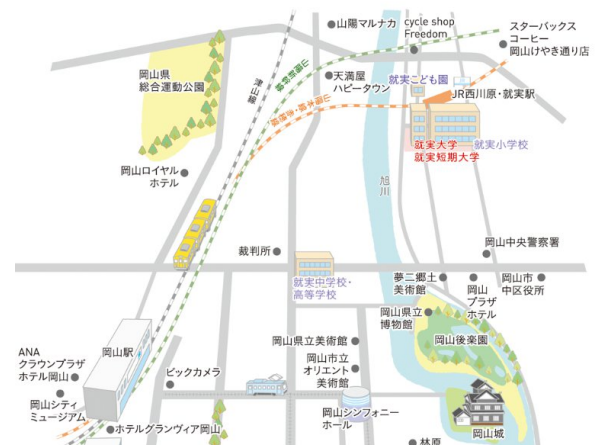 山陽マルナカ
cycle shop
Freedom
スターバックス
コーヒー
岡山けやき通り店
岡山県
総合運動公園
津山線
山陽新幹線
天満屋
ハピータウン
就実こども園
JR西川原・就実駅
山陽本線・赤穂線
就実大学
就実短期大学
就実小学校
岡山ロイヤル
ホテル
旭川
裁判所
岡山中央警察署
就実中学校・
高等学校
夢二郷土
美術館
岡山
プラザ
ホテル
岡山市
中区役所
岡山県立
博物館
岡山後楽園
岡山駅
岡山県立美術館
岡山市立
オリエント
美術館
ANA
クラウンプラザ
ホテル岡山
ビックカメラ
岡山シティ
ミュージアム
岡山シンフォニー
ホール
岡山城
ホテルグランヴィア岡山
林原